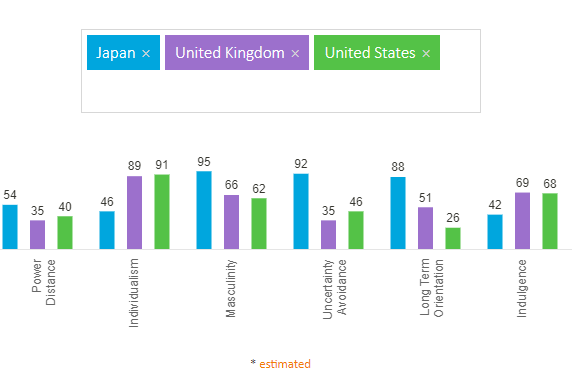 Japan × United Kingdom × United States ×
54 35 40 46 89 91 95 66 62 92 35 46 88 51 26 42 69 68
Power
Distance
Individualism
Masculinity
Uncertainty
Avoidance
Long Term
Orientation
Indulgence
* estimated